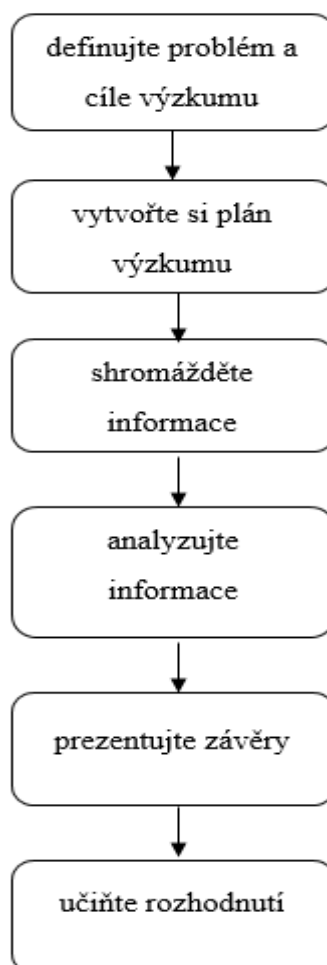 definujte problém a
cíle výzkumu
vytvořte si plán
výzkumu
shromážděte
informace
analyzujte
informace
prezentujte závěry
učiňte rozhodnutí